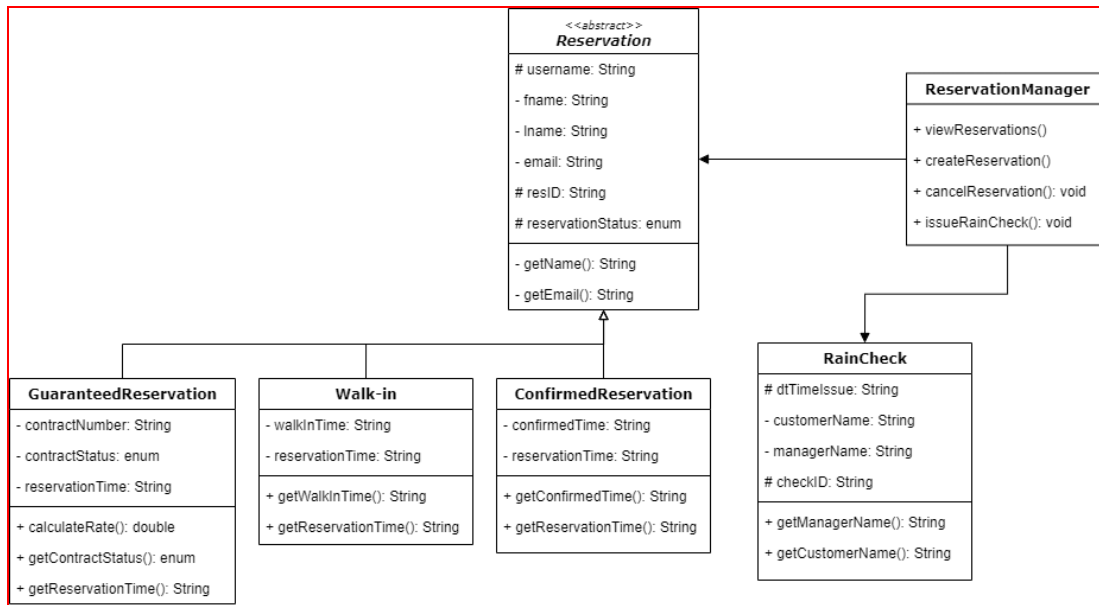 <<abstract>>
Reservation
# username: String
- fname: String
- lname: String
- email: String
# resID: String
# reservationStatus: enum
- getName(): String
- getEmail(): String
ReservationManager
+ viewReservations()
+ createReservation()
+ cancelReservation(): void
+ issueRainCheck(): void
GuaranteedReservation
- contractNumber: String
- contractStatus: enum
- reservationTime: String
+ calculateRate(): double
+ getContractStatus(): enum
+ getReservationTime(): String
Walk-in
- walkInTime: String
- reservationTime: String
+ getWalkInTime(): String
+ getReservationTime(): String
ConfirmedReservation
- confirmedTime: String
- reservationTime: String
+ getConfirmedTime(): String
+ getReservationTime(): String
RainCheck
# dtTimeIssue: String
- customerName: String
- managerName: String
# checkID: String
+ getManagerName(): String
+ getCustomerName(): String